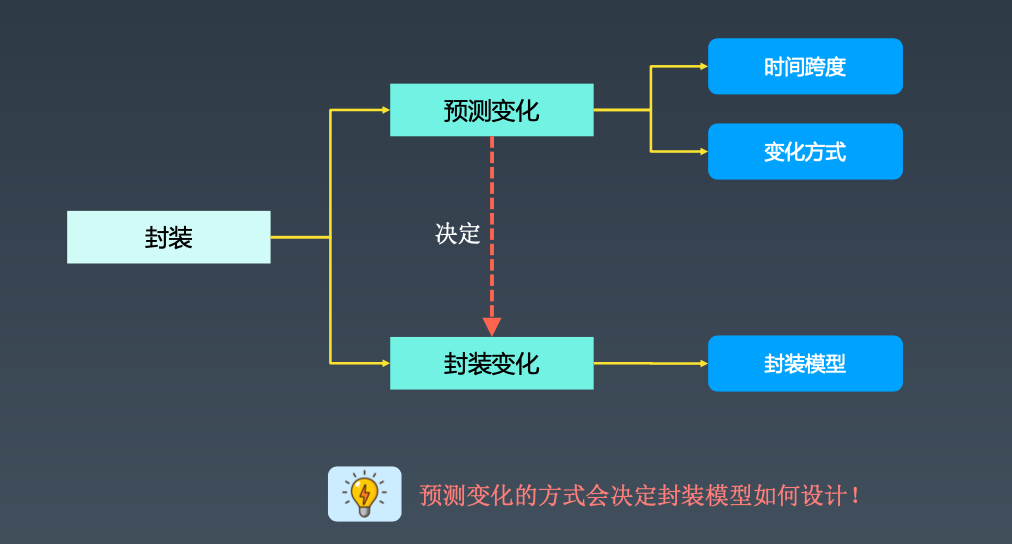 时间跨度
预测变化
变化方式
决定
封装
封装变化
封装模型
预测变化的方式会决定封装模型如何设计！